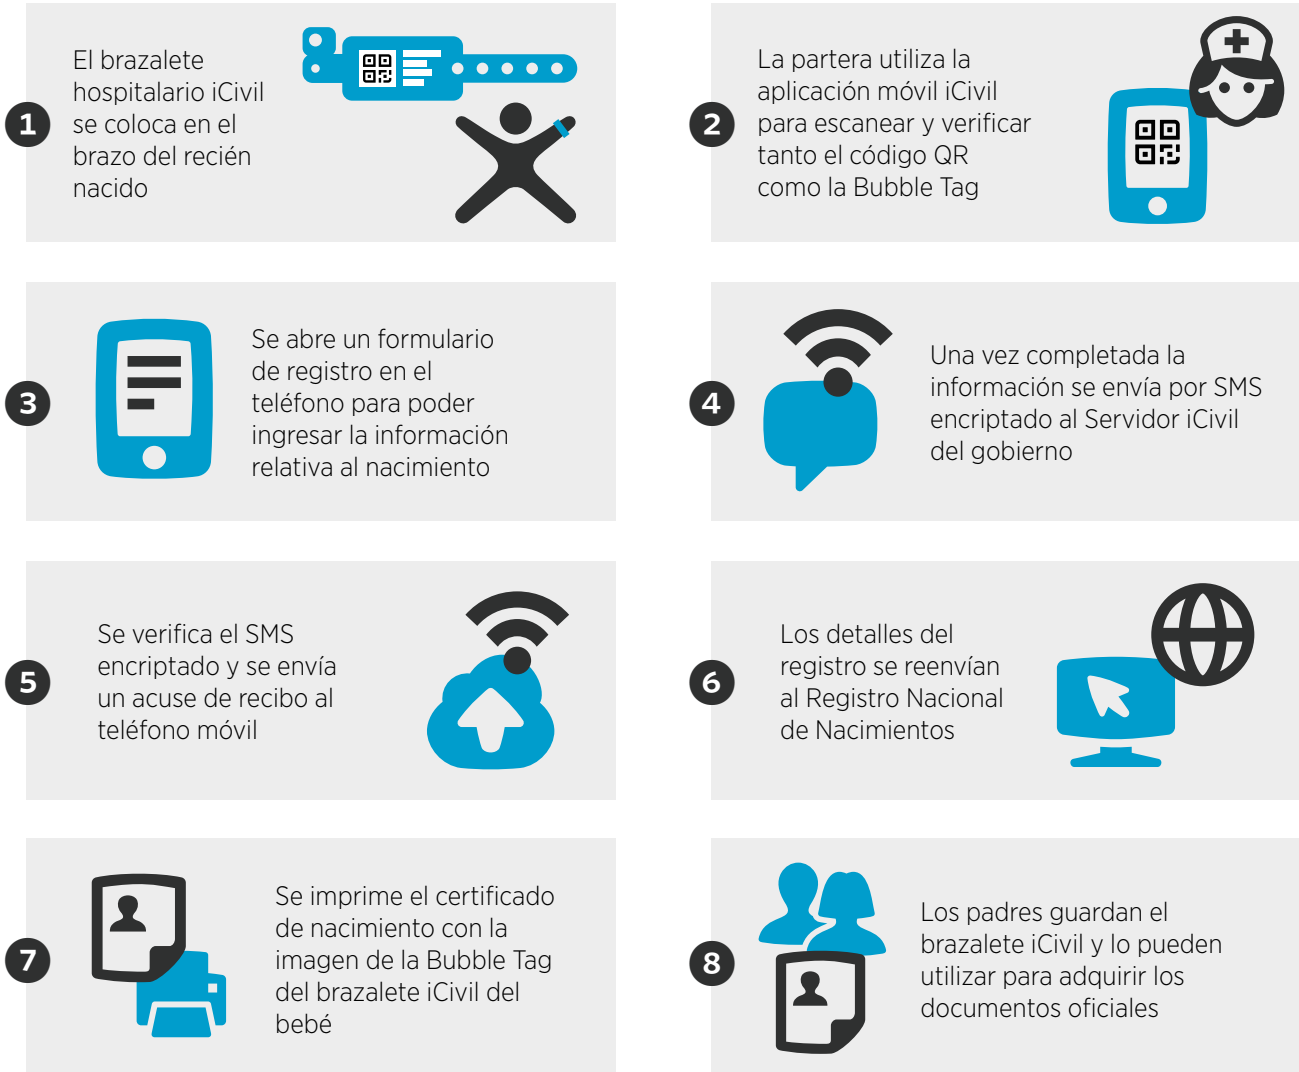 1
El brazalete
hospitalario iCivil
se coloca en el
brazo del recién
nacido
2
La partera utiliza la
aplicación móvil iCivil
para escanear y verificar
tanto el código QR
como la Bubble Tag
3
Se abre un formulario
de registro en el
teléfono para poder
ingresar la información
relativa al nacimiento
4
Una vez completada la
información se envía por SMS
encriptado al Servidor iCivil
del gobierno
5
Se verifica el SMS
encriptado y se envía
un acuse de recibo al
teléfono móvil
6
Los detalles del
registro se reenvían
al Registro Nacional
de Nacimientos
7
Se imprime el certificado
de nacimiento con la
imagen de la Bubble Tag
del brazalete iCivil del
bebé
8
Los padres guardan el
brazalete iCivil y lo pueden
utilizar para adquirir los
documentos oficiales